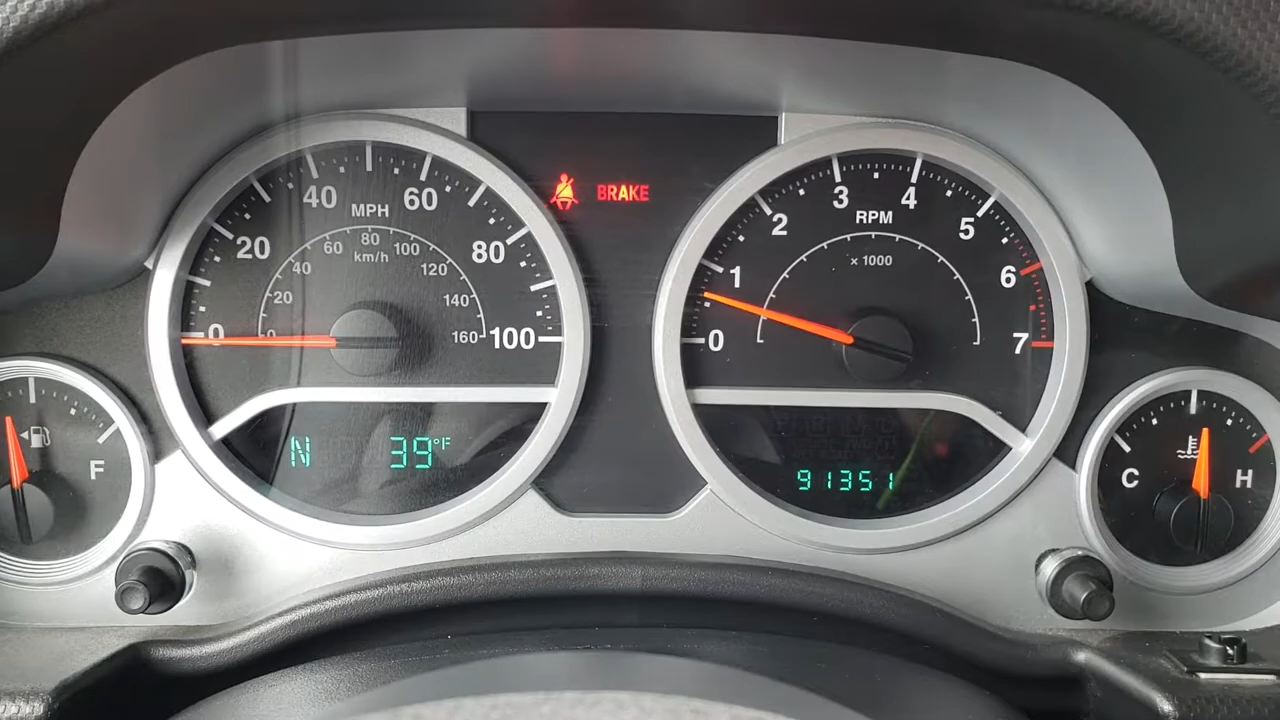 BRAKE
40 60
MPH
20 80
60 80 100
km/h
40 120
20 140
0 0 160 100
3 4
2 RPM 5
1 x 1000 6
0 7
F
N 39°F
91351
C H